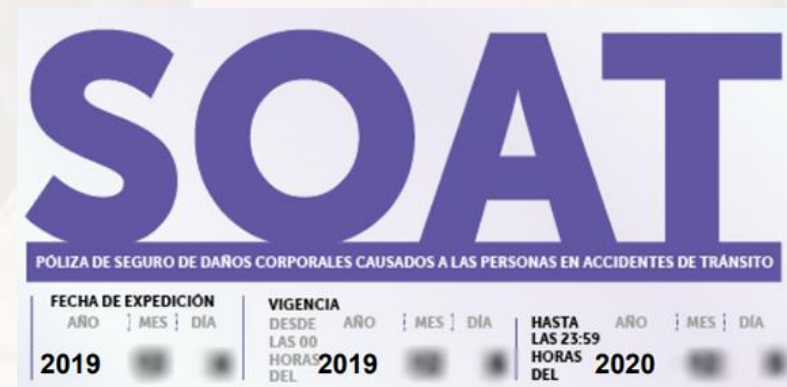 SOAT
PÓLIZA DE SEGURO DE DAÑOS CORPORALES CAUSADOS A LAS PERSONAS EN ACCIDENTES DE TRÁNSITO
FECHA DE EXPEDICIÓN
AÑO MES DÍA
2019
VIGENCIA
DESDE LAS 00 HORAS DEL
AÑO MES DÍA
2019
HASTA LAS 23:59 HORAS DEL
AÑO MES DÍA
2020